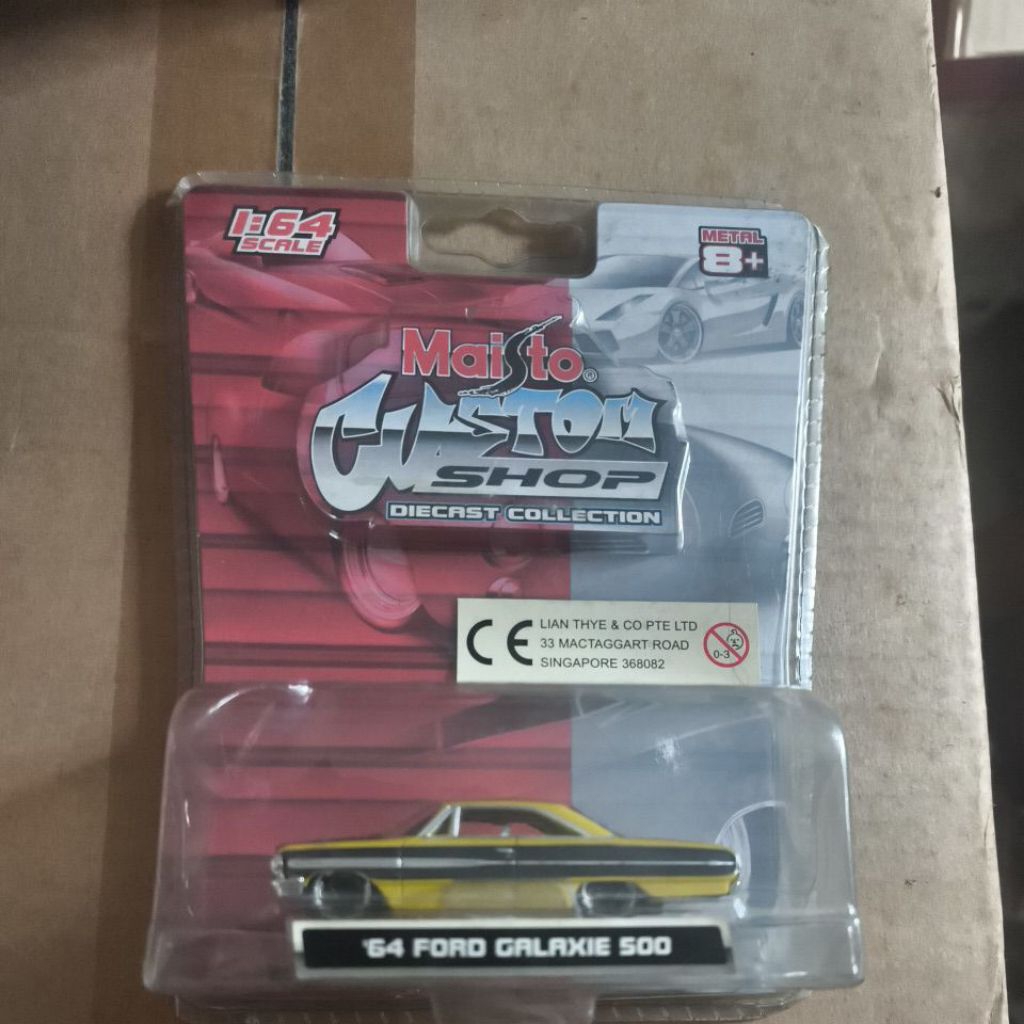 1:64
SCALE
METAL
8+
Maisto®
CUSTOM
SHOP
DIECAST COLLECTION
CE
LIAN THYE & CO PTE LTD
33 MACTAGGART ROAD
SINGAPORE 368082
0-3
'64 FORD GALAXIE 500